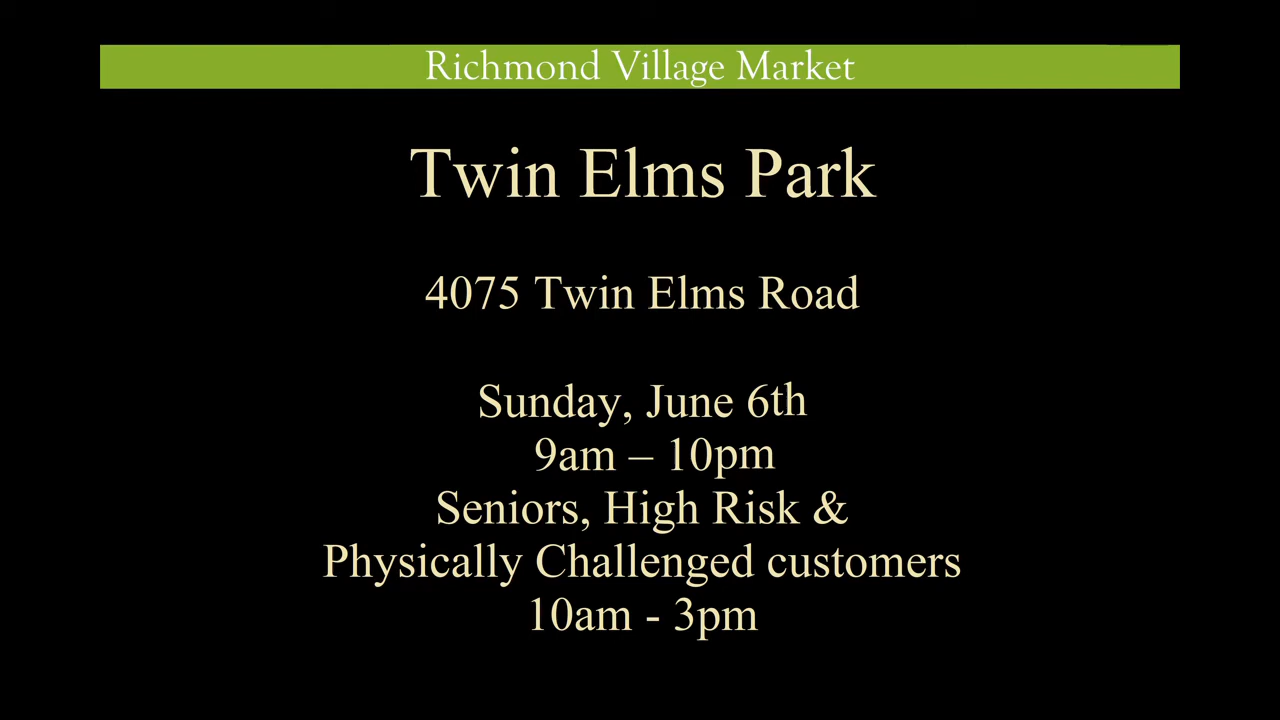 Richmond Village Market
Twin Elms Park
4075 Twin Elms Road
Sunday, June 6th
9am – 10pm
Seniors, High Risk &
Physically Challenged customers
10am - 3pm